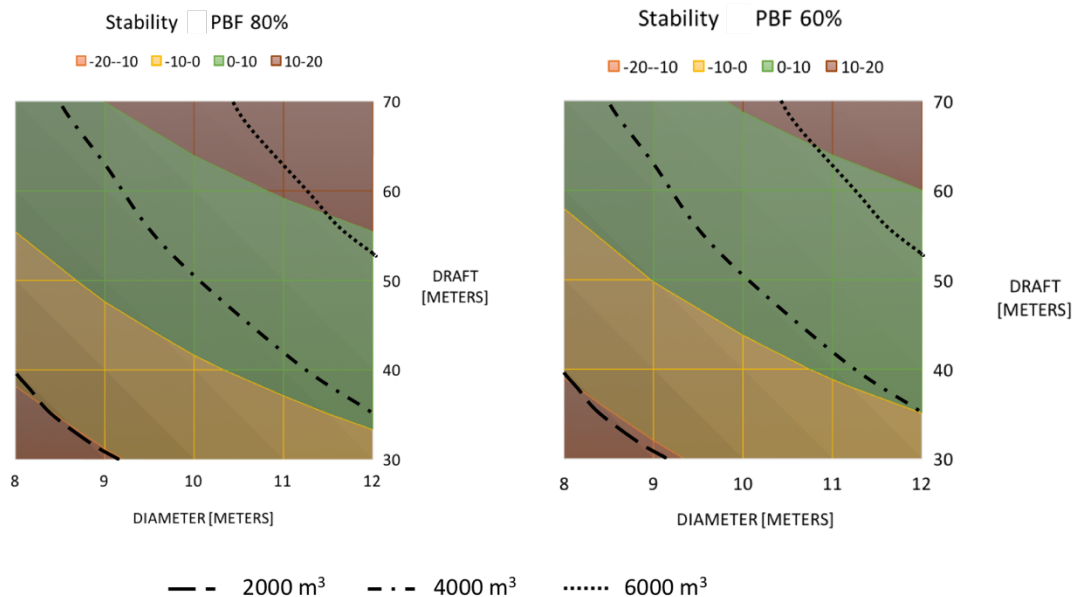 Stability PBF 80%
-20--10 -10-0 0-10 10-20
70
60
50
40
30
DRAFT
[METERS]
8 9 10 11 12
DIAMETER [METERS]
Stability PBF 60%
-20--10 -10-0 0-10 10-20
70
60
50
40
30
DRAFT
[METERS]
8 9 10 11 12
DIAMETER [METERS]
2000 m³ 4000 m³ 6000 m³